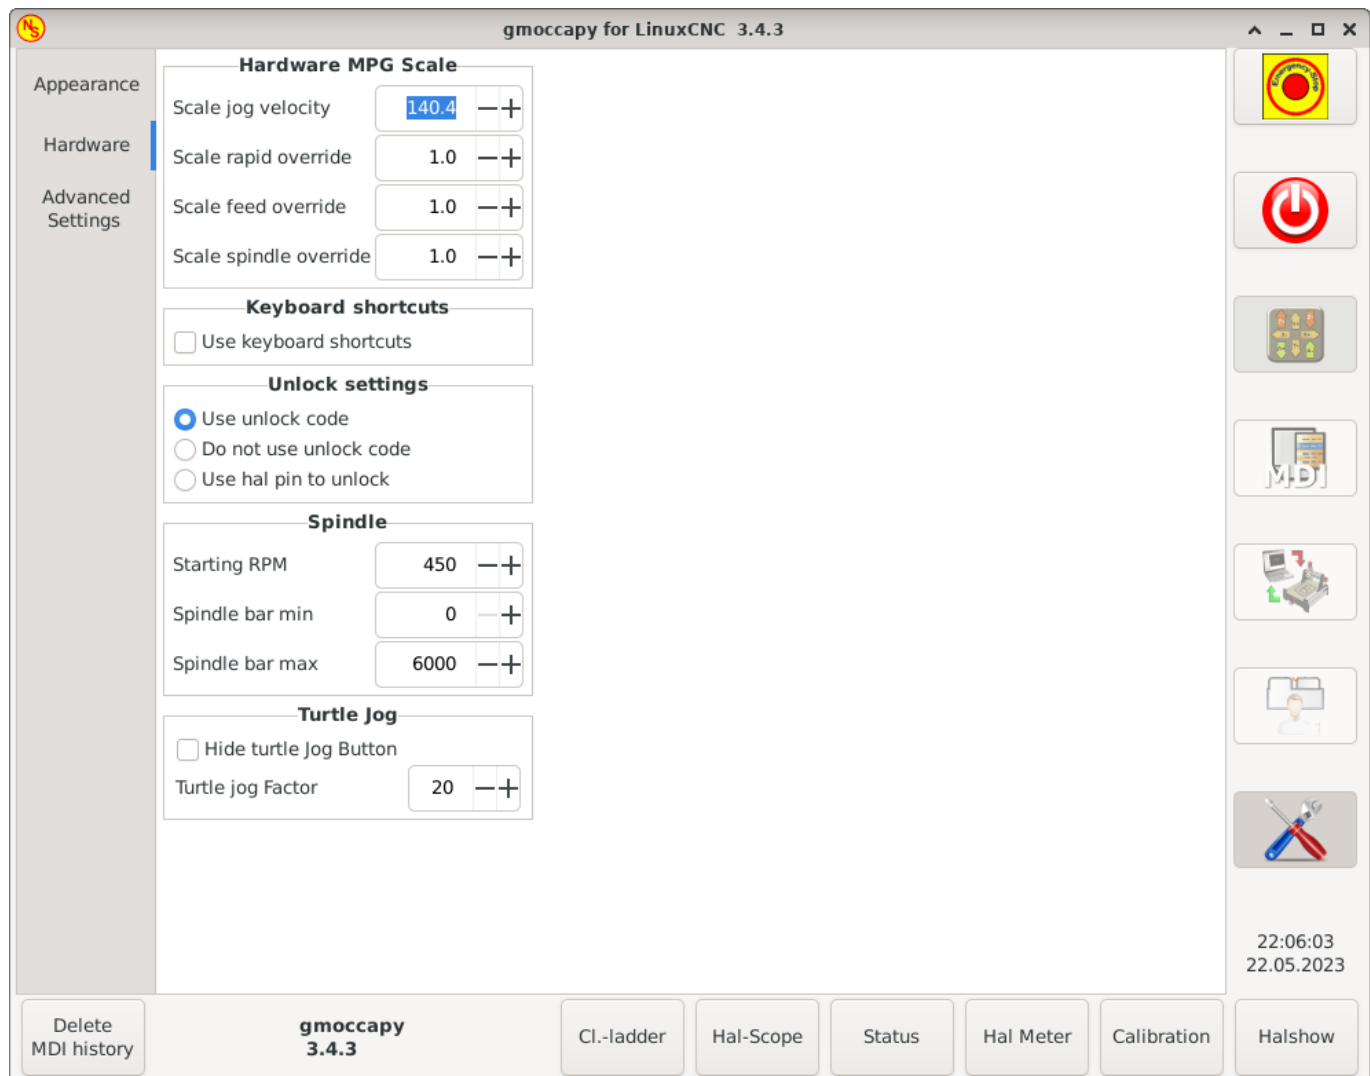 NS
gmoccapy for LinuxCNC 3.4.3
Appearance
Hardware
Advanced
Settings
Hardware MPG Scale
Scale jog velocity 140.4
Scale rapid override 1.0
Scale feed override 1.0
Scale spindle override 1.0
Keyboard shortcuts
Use keyboard shortcuts
Unlock settings
Use unlock code
Do not use unlock code
Use hal pin to unlock
Spindle
Starting RPM 450
Spindle bar min 0
Spindle bar max 6000
Turtle Jog
Hide turtle Jog Button
Turtle jog Factor 20
Emergency-Stop
MDI
22:06:03
22.05.2023
Delete
MDI history
gmoccapy
3.4.3
Cl.-ladder
Hal-Scope
Status
Hal Meter
Calibration
Halshow